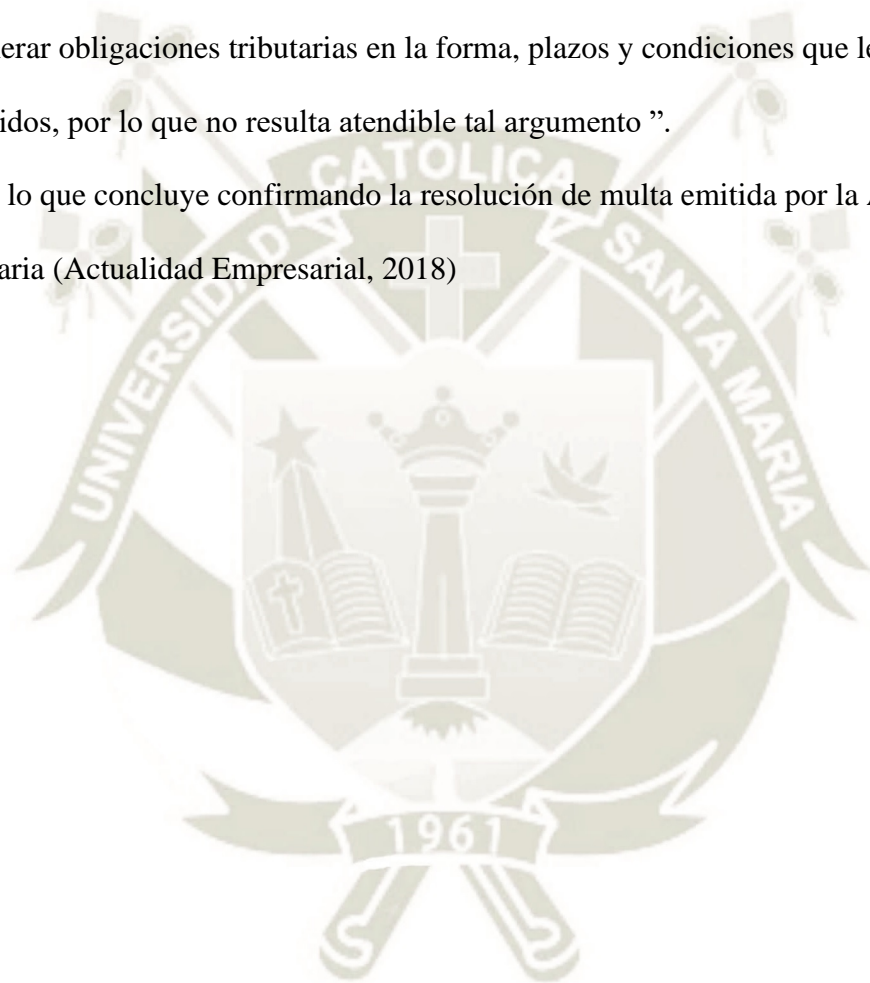 erar obligaciones tributarias en la forma, plazos y condiciones que le
idos, por lo que no resulta atendible tal argumento ”.
lo que concluye confirmando la resolución de multa emitida por la
aria (Actualidad Empresarial, 2018)
UNIVERSIDAD CATOLICA SANTA MARIA
1961